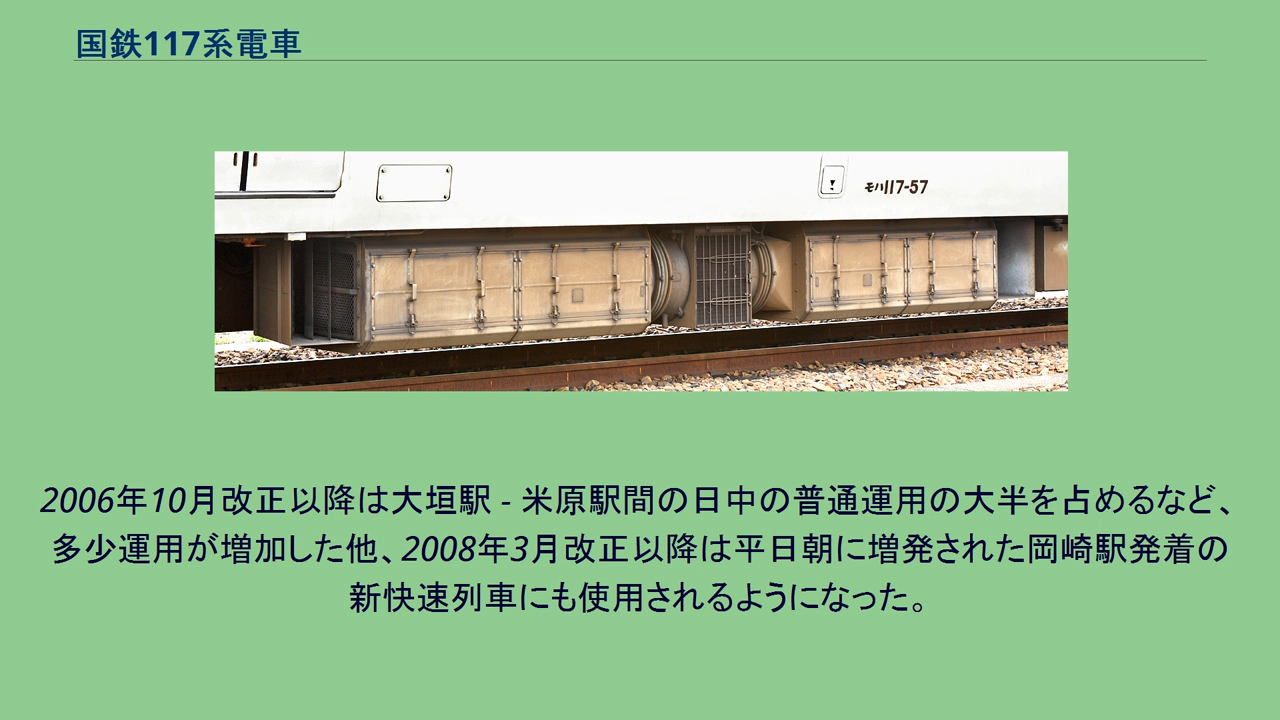 国鉄117系電車
モハ117-57
2006年10月改正以降は大垣駅 - 米原駅間の日中の普通運用の大半を占めるなど、
多少運用が増加した他、2008年3月改正以降は平日朝に増発された岡崎駅発着の
新快速列車にも使用されるようになった。